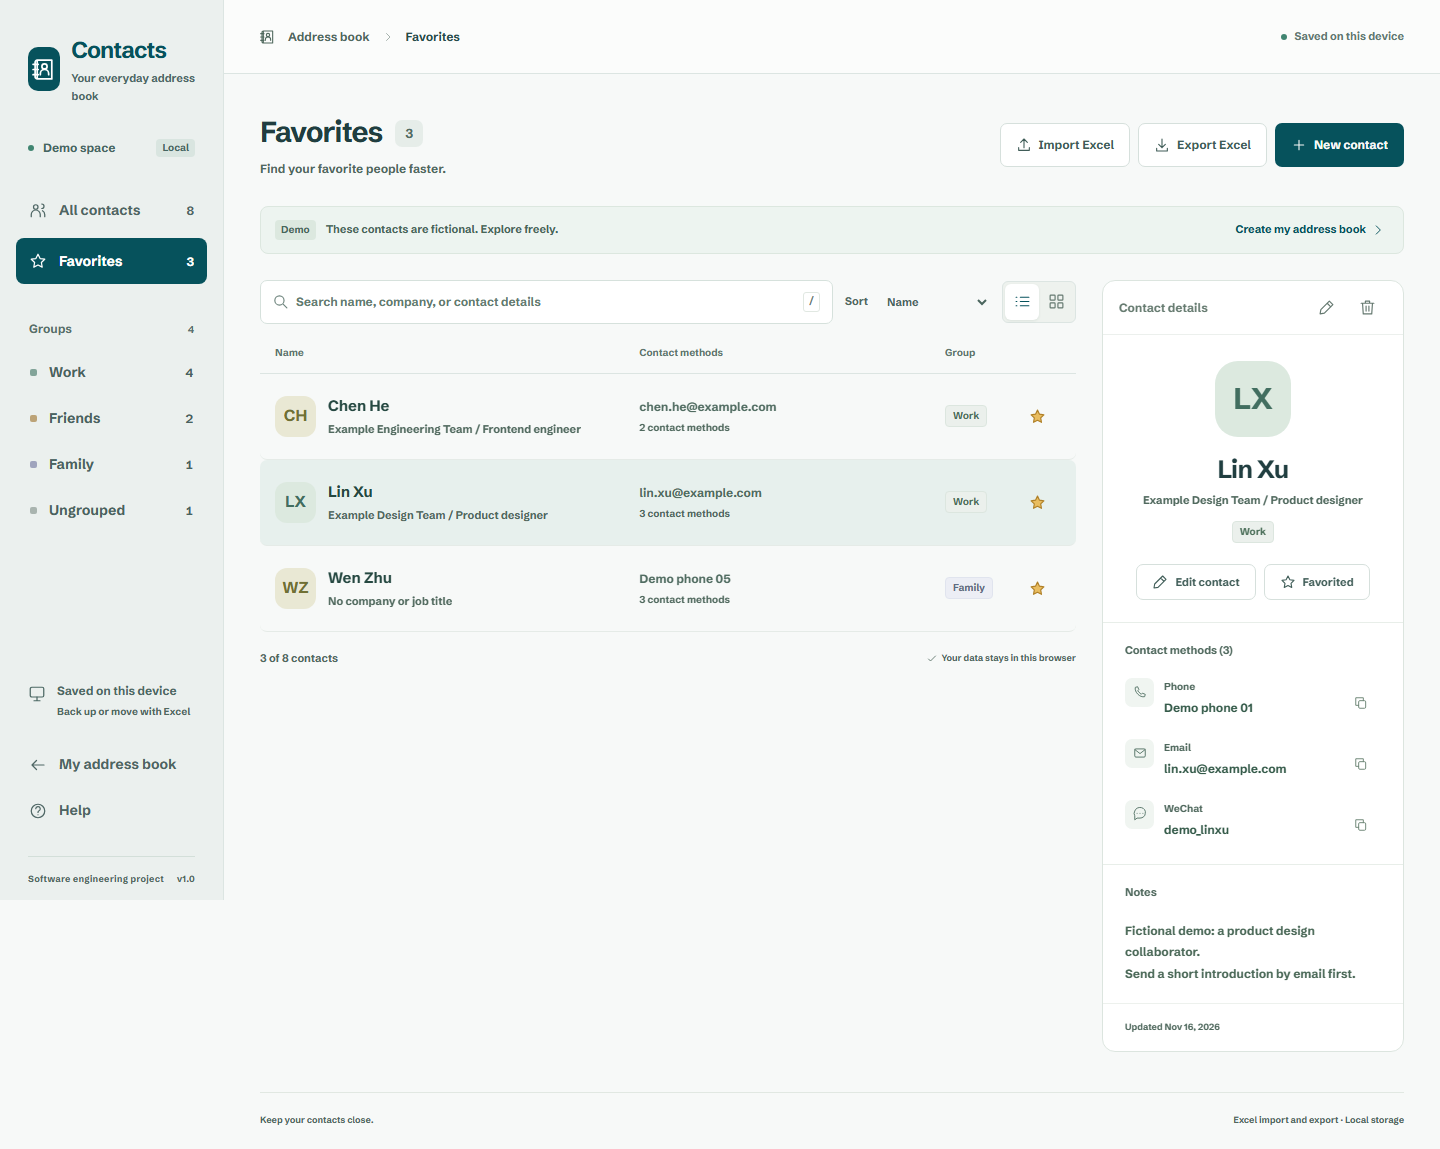 Contacts
Your everyday address
book
Demo space
Local
All contacts
8
Favorites
3
Groups
4
Work
4
Friends
2
Family
1
Ungrouped
1
Saved on this device
Back up or move with Excel
My address book
Help
Software engineering project
v1.0
Address book
Favorites
Saved on this device
Favorites
3
Find your favorite people faster.
Import Excel
Export Excel
New contact
Demo
These contacts are fictional. Explore freely.
Create my address book
Search name, company, or contact details
/
Sort
Name
Name
Contact methods
Group
CH
Chen He
Example Engineering Team / Frontend engineer
chen.he@example.com
2 contact methods
Work
LX
Lin Xu
Example Design Team / Product designer
lin.xu@example.com
3 contact methods
Work
WZ
Wen Zhu
No company or job title
Demo phone 05
3 contact methods
Family
3 of 8 contacts
Your data stays in this browser
Contact details
LX
Lin Xu
Example Design Team / Product designer
Work
Edit contact
Favorited
Contact methods (3)
Phone
Demo phone 01
Email
lin.xu@example.com
WeChat
demo_linxu
Notes
Fictional demo: a product design
collaborator.
Send a short introduction by email first.
Updated Nov 16, 2026
Keep your contacts close.
Excel import and export · Local storage